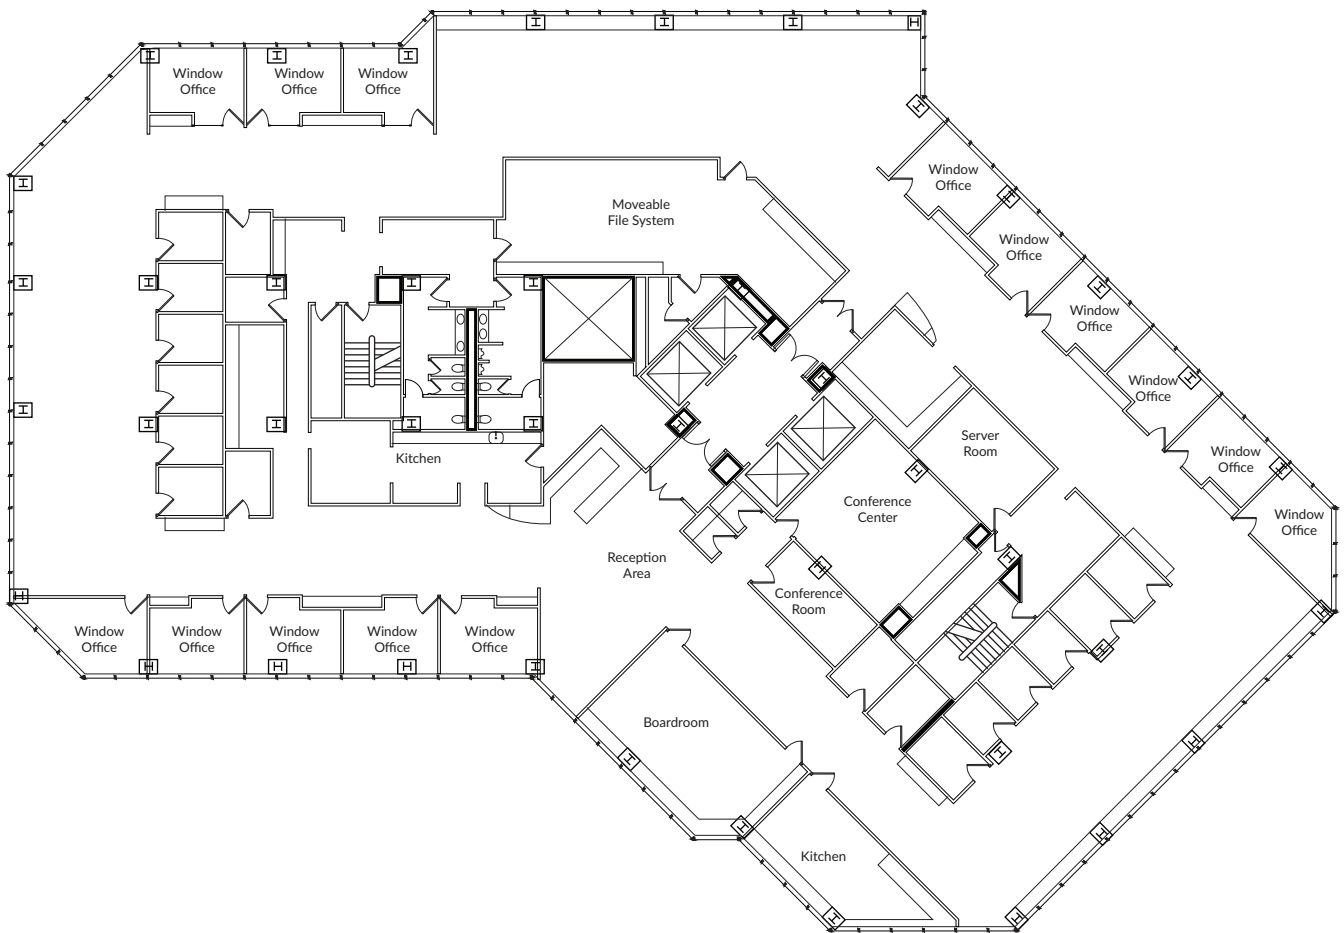 Window
Office
Window
Office
Window
Office
Window
Office
Moveable
File System
Window
Office
Window
Office
Window
Office
Server
Room
Window
Office
Kitchen
Conference
Center
Window
Office
Reception
Area
Conference
Room
Window
Office
Window
Office
Window
Office
Window
Office
Window
Office
Boardroom
Kitchen